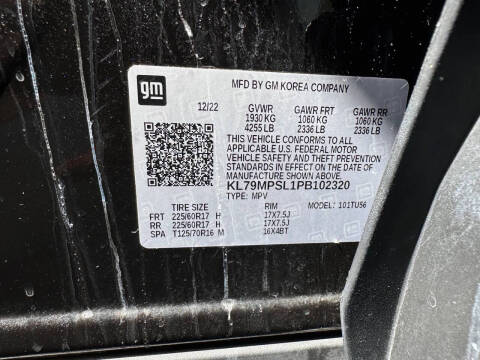 gm
MFD BY GM KOREA COMPANY
12/22 GVWR GAWR FRT GAWR RR
1930 KG 1060 KG 1060 KG
4255 LB 2336 LB 2336 LB
THIS VEHICLE CONFORMS TO ALL
APPLICABLE U.S. FEDERAL MOTOR
VEHICLE SAFETY AND THEFT PREVENTION
STANDARDS IN EFFECT ON THE DATE OF
MANUFACTURE SHOWN ABOVE.
KL79MPSL1PB102320
TYPE: MPV MODEL: 101TU56
TIRE SIZE RIM
FRT 225/60R17 H 17X7.5J
RR 225/60R17 H 17X7.5J
SPA T125/70R16 M 16X4BT